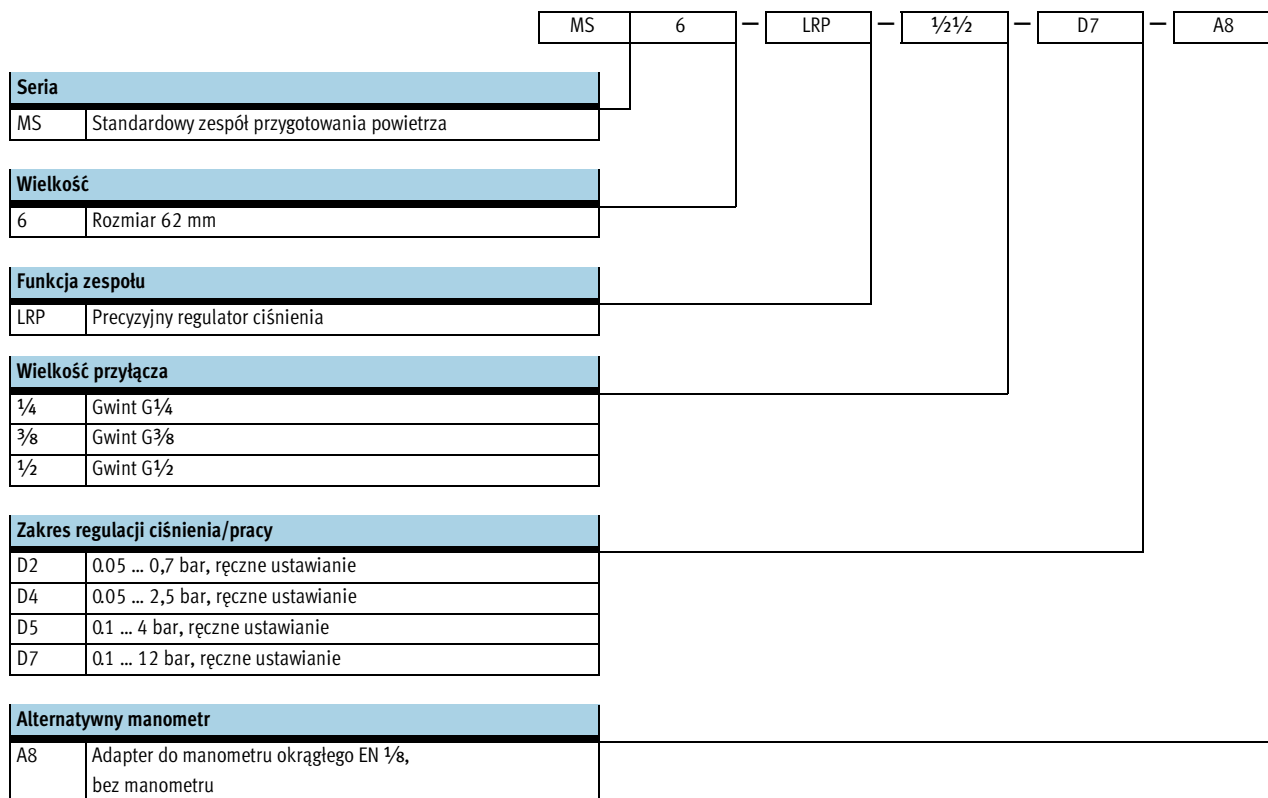 MS 6 — LRP — ½½ — D7 — A8
Seria
MS Standardowy zespół przygotowania powietrza
Wielkość
6 Rozmiar 62 mm
Funkcja zespołu
LRP Precyzyjny regulator ciśnienia
Wielkość przyłącza
¼ Gwint G¼
⅜ Gwint G⅜
½ Gwint G½
Zakres regulacji ciśnienia/pracy
D2 0.05 ... 0,7 bar, ręczne ustawianie
D4 0.05 ... 2,5 bar, ręczne ustawianie
D5 0.1 ... 4 bar, ręczne ustawianie
D7 0.1 ... 12 bar, ręczne ustawianie
Alternatywny manometr
A8 Adapter do manometru okrągłego EN ⅛,
bez manometru